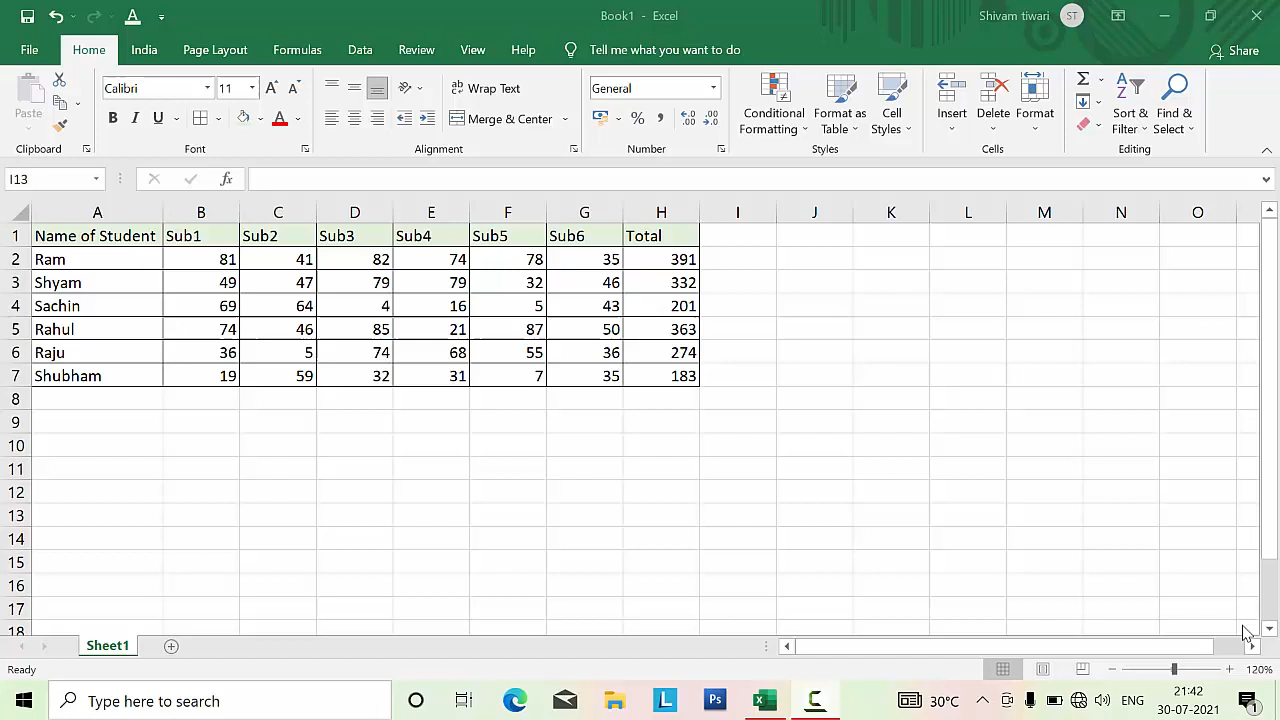 Book1 - Excel
Shivam tiwari ST
File Home India Page Layout Formulas Data Review View Help Tell me what you want to do Share
Calibri 11 Wrap Text General
Paste B I U A Merge & Center % , Conditional Formatting Format as Table Cell Styles Insert Delete Format Sort & Filter Find & Select
Clipboard Font Alignment Number Styles Cells Editing
I13 fx
A B C D E F G H I J K L M N O
1 Name of Student Sub1 Sub2 Sub3 Sub4 Sub5 Sub6 Total
2 Ram 81 41 82 74 78 35 391
3 Shyam 49 47 79 79 32 46 332
4 Sachin 69 64 4 16 5 43 201
5 Rahul 74 46 85 21 87 50 363
6 Raju 36 5 74 68 55 36 274
7 Shubham 19 59 32 31 7 35 183
8
9
10
11
12
13
14
15
16
17
18
Sheet1
Ready 120%
Type here to search L Ps 30°C ENG 21:42
30-07-2021 1